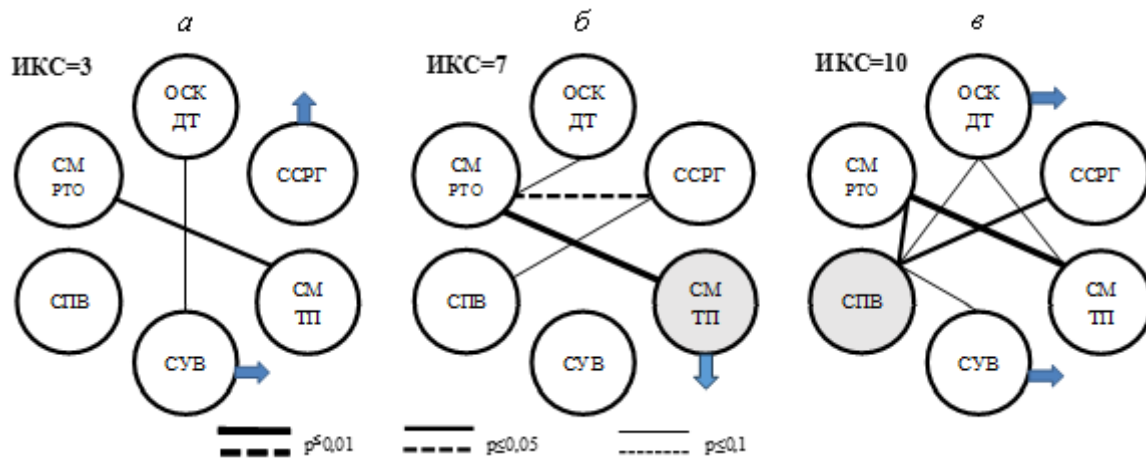 а
ИКС=3
ОСК
ДТ
ССРГ
СМ
РТО
СПВ
СМ
ТП
СУВ
б
ИКС=7
ОСК
ДТ
ССРГ
СМ
РТО
СПВ
СМ
ТП
СУВ
в
ИКС=10
ОСК
ДТ
ССРГ
СМ
РТО
СПВ
СМ
ТП
СУВ
p≤0,01
p≤0,05
p≤0,1